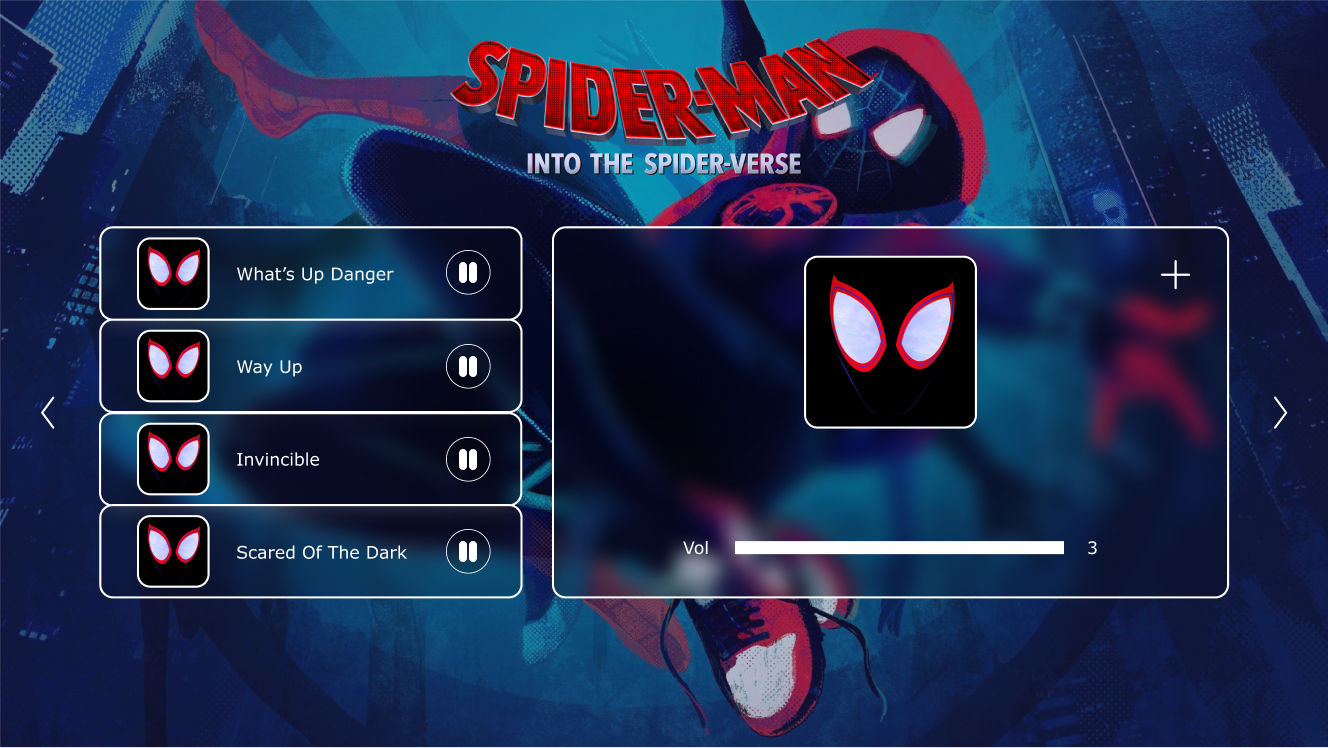 SPIDER-MAN
INTO THE SPIDER-VERSE
What’s Up Danger
Way Up
Invincible
Scared Of The Dark
Vol 3